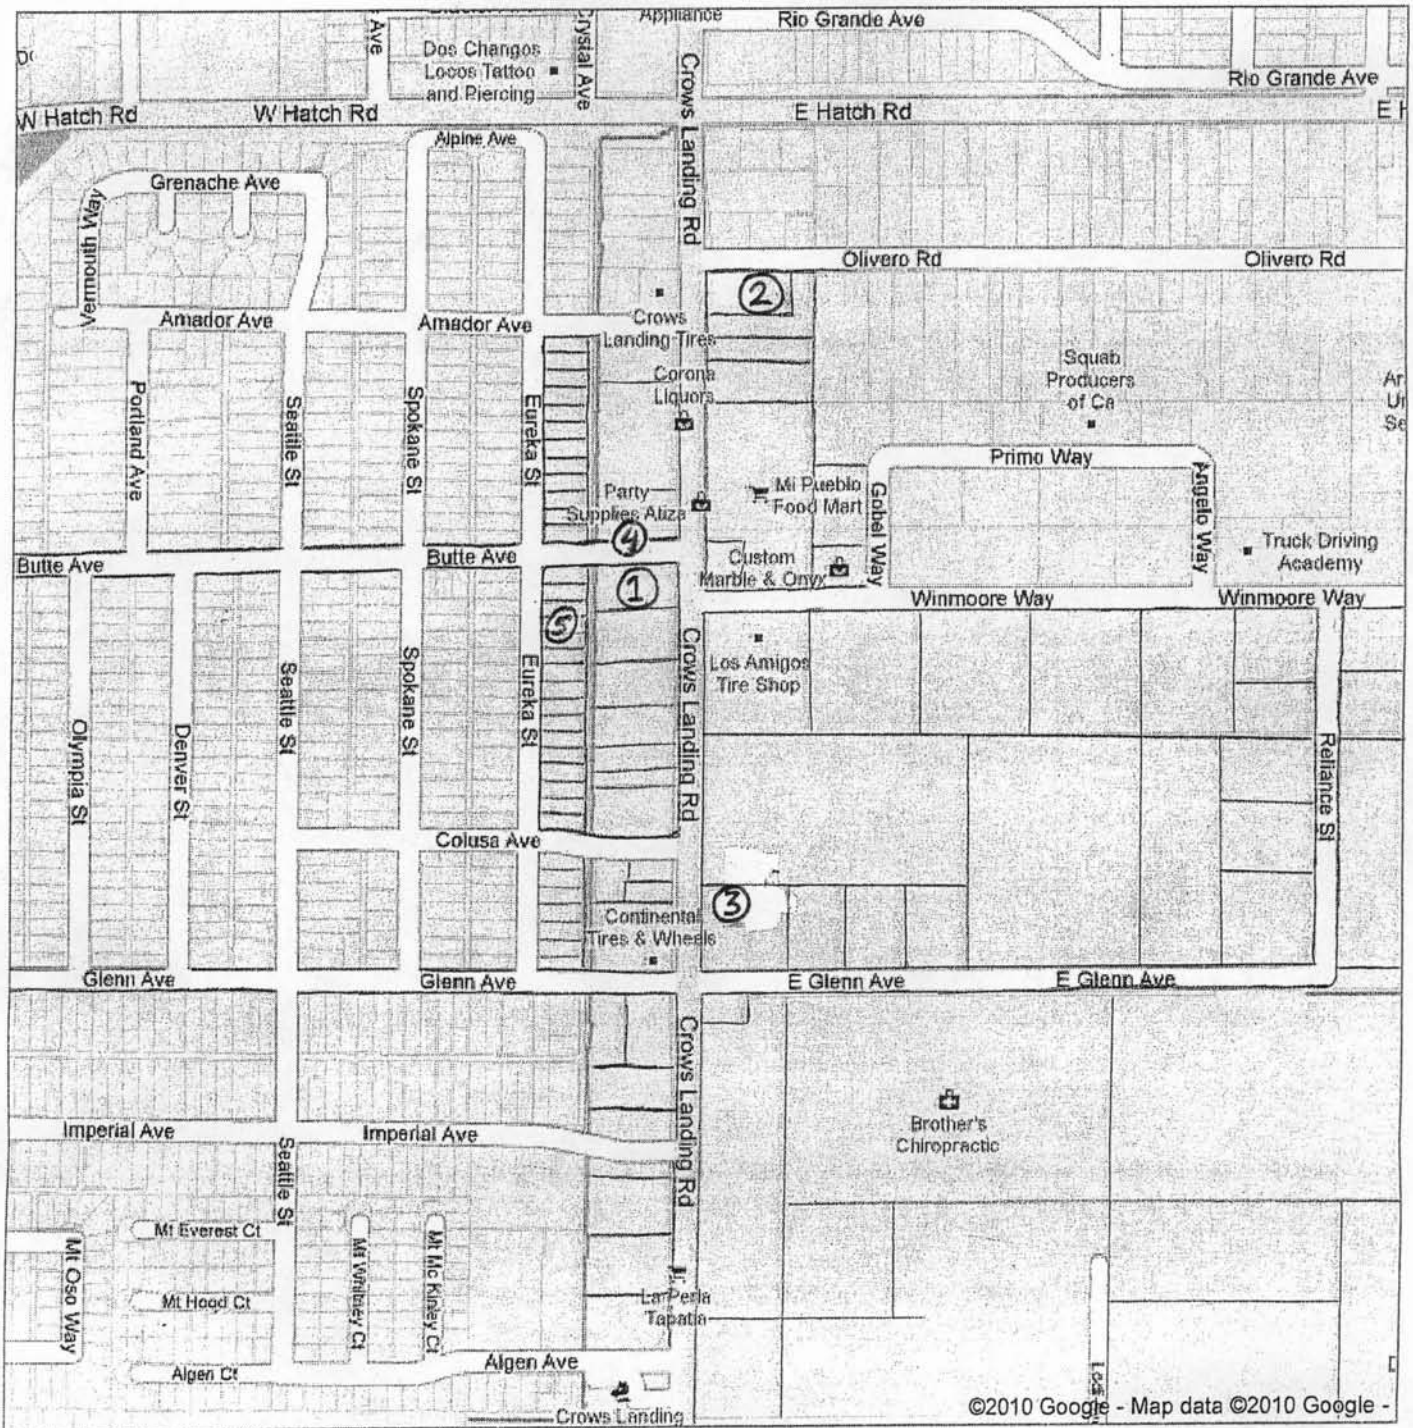 Appliance
Rio Grande Ave
Ave
Crystal Ave
Dos Changos
Locos Tattoo
and Piercing
Crows Landing Rd
Rio Grande Ave
W Hatch Rd
W Hatch Rd
E Hatch Rd
E H
Alpine Ave
Grenache Ave
Vermouth Way
Olivero Rd
Olivero Rd
2
Amador Ave
Amador Ave
Crows
Landing Tires
Corona
Liquors
Squab
Producers
of Ca
Portland Ave
Seattle St
Spokane St
Eureka St
Primo Way
Gobel Way
Angelo Way
Party
Supplies Aliza
Mi Pueblo
Food Mart
4
Truck Driving
Academy
Butte Ave
Butte Ave
Custom
Marble & Onyx
1
Winmoore Way
Winmoore Way
5
Los Amigos
Tire Shop
Olympia St
Denver St
Seattle St
Spokane St
Eureka St
Crows Landing Rd
Reliance St
Colusa Ave
3
Continental
Tires & Wheels
Glenn Ave
Glenn Ave
E Glenn Ave
E Glenn Ave
Crows Landing Rd
Brother's
Chiropractic
Imperial Ave
Imperial Ave
Seattle St
Mt Everest Ct
Mt Oso Way
Mt Whitney Ct
Mt Mc Kinley Ct
Mt Hood Ct
La Perla
Tapatia
Algen Ct
Algen Ave
Crows Landing
©2010 Google - Map data ©2010 Google -